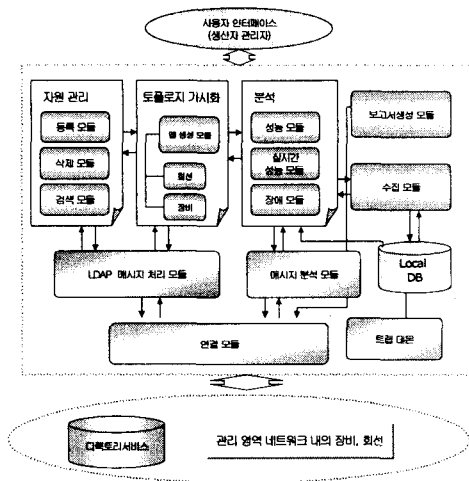 사용자 인터페이스
(생산자 관리자)
자원 관리
등록 모듈
삭제 모듈
검색 모듈
토폴로지 가시화
맵 생성 모듈
회선
장비
분석
성능 모듈
실시간
성능 모듈
장애 모듈
보고서생성 모듈
수집 모듈
LDAP 메시지 처리 모듈
메시지 분석 모듈
Local
DB
연결 모듈
트랩 대몬
디렉토리서비스
관리 영역 네트워크 내의 장비, 회선